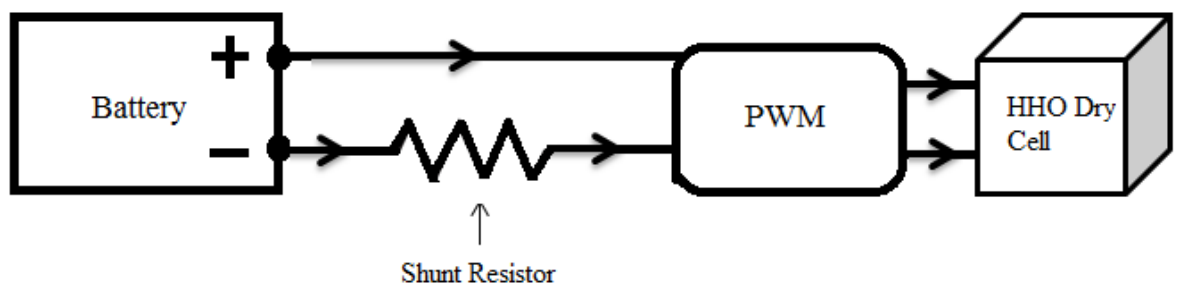 +
Battery
−
PWM
HHO Dry
Cell
Shunt Resistor